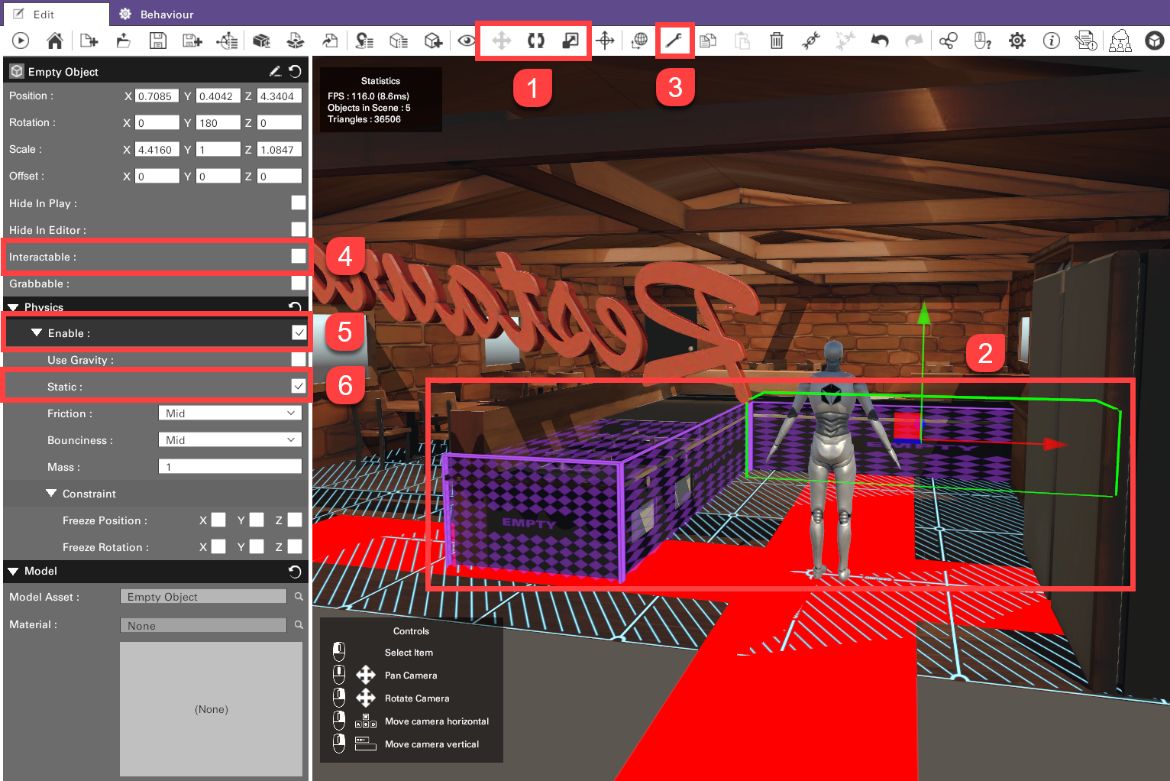 Edit
Behaviour
1
3
Empty Object
Position : X 0.7085 Y 0.4042 Z 4.3404
Rotation : X 0 Y 180 Z 0
Scale : X 4.4160 Y 1 Z 1.0847
Offset : X 0 Y 0 Z 0
Hide In Play :
Hide In Editor :
Interactable :
4
Grabbable :
Physics
Enable :
5
Use Gravity :
Static :
6
Friction : Mid
Bounciness : Mid
Mass : 1
Constraint
Freeze Position : X Y Z
Freeze Rotation : X Y Z
Model
Model Asset : Empty Object
Material : None
(None)
Statistics
FPS : 116.0 (8.6ms)
Objects in Scene : 5
Triangles : 36506
Restaura
2
EMPTY
EMPTY
Controls
Select Item
Pan Camera
Rotate Camera
Move camera horizontal
Move camera vertical